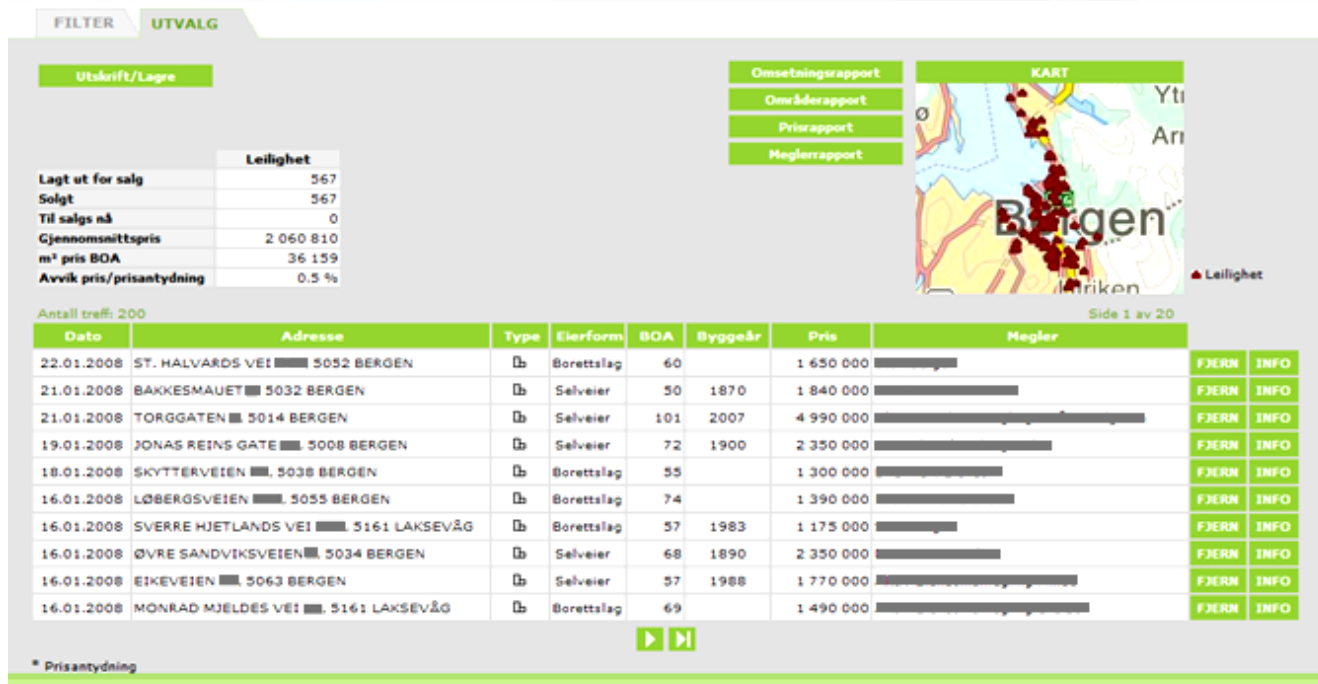 FILTER UTVALG
Utskrift/Lagre
Omsetningsrapport
Områderapport
Prisrapport
Meglerrapport
KART
Ytr
Arr
Ø
Bergen
Ulriken
Leilighet
Leilighet
Lagt ut for salg 567
Solgt 567
Til salgs nå 0
Gjennomsnittspris 2 060 810
m² pris BOA 36 159
Avvik pris/prisantydning 0.5 %
Antall treff: 200 Side 1 av 20
Dato Adresse Type Eierform BOA Byggeår Pris Megler
22.01.2008 ST. HALVARDS VEI 5052 BERGEN Borettslag 60 1 650 000 FJERN INFO
21.01.2008 BAKKESMAUET 5032 BERGEN Selveier 50 1870 1 840 000 FJERN INFO
21.01.2008 TORGGATEN , 5014 BERGEN Selveier 101 2007 4 990 000 FJERN INFO
19.01.2008 JONAS REINS GATE , 5008 BERGEN Selveier 72 1900 2 350 000 FJERN INFO
18.01.2008 SKYTTERVEIEN , 5038 BERGEN Borettslag 55 1 300 000 FJERN INFO
16.01.2008 LØBERGSVEIEN , 5055 BERGEN Borettslag 74 1 390 000 FJERN INFO
16.01.2008 SVERRE HJETLANDS VEI , 5161 LAKSEVÅG Borettslag 57 1983 1 175 000 FJERN INFO
16.01.2008 ØVRE SANDVIKSVEIEN , 5034 BERGEN Selveier 68 1890 2 350 000 FJERN INFO
16.01.2008 EIKEVEIEN , 5063 BERGEN Selveier 57 1988 1 770 000 FJERN INFO
16.01.2008 MONRAD MJELDES VEI , 5161 LAKSEVÅG Borettslag 69 1 490 000 FJERN INFO
* Prisantydning